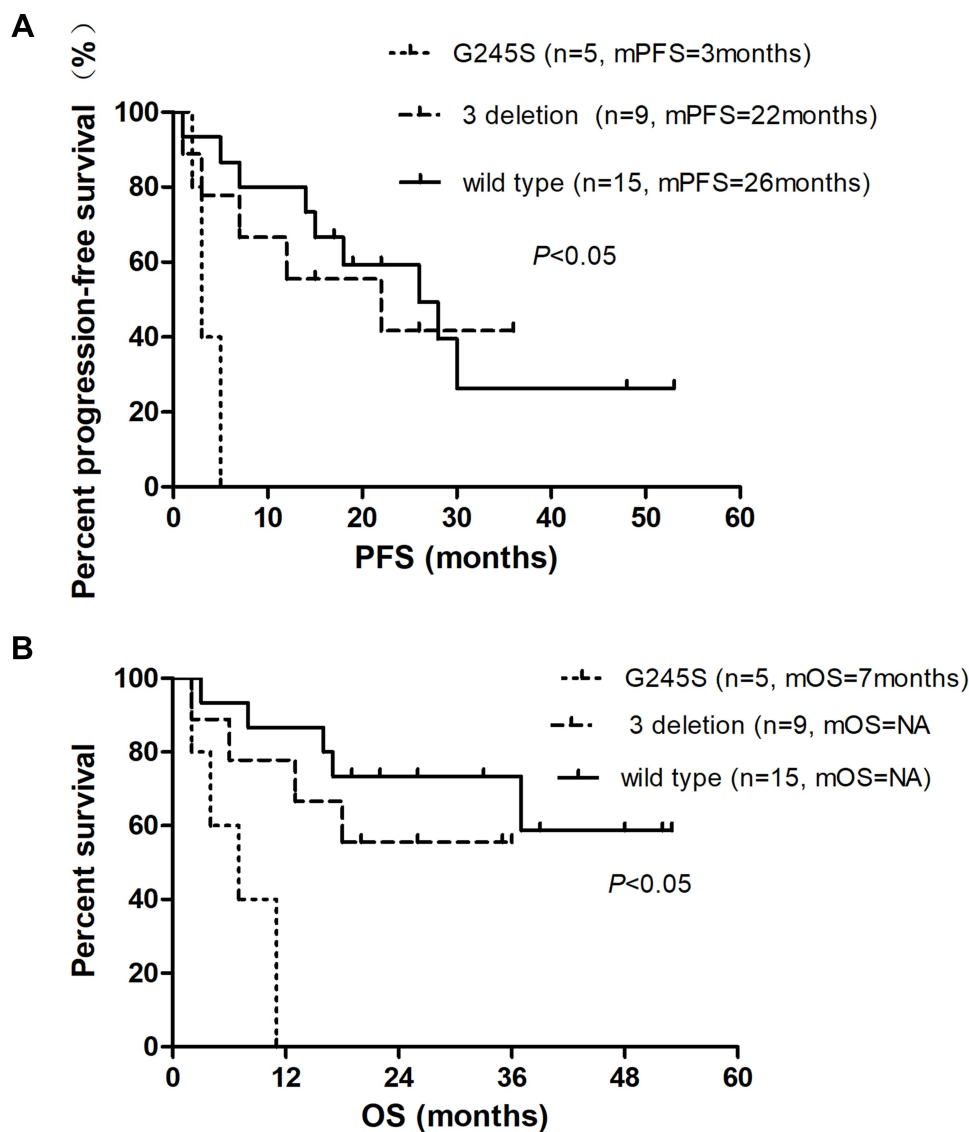 A
Percent progression-free survival （%）
G245S (n=5, mPFS=3months)
3 deletion (n=9, mPFS=22months)
wild type (n=15, mPFS=26months)
P<0.05
100
80
60
40
20
0
0 10 20 30 40 50 60
PFS (months)
B
Percent survival
G245S (n=5, mOS=7months)
3 deletion (n=9, mOS=NA
wild type (n=15, mOS=NA)
P<0.05
100
80
60
40
20
0
0 12 24 36 48 60
OS (months)